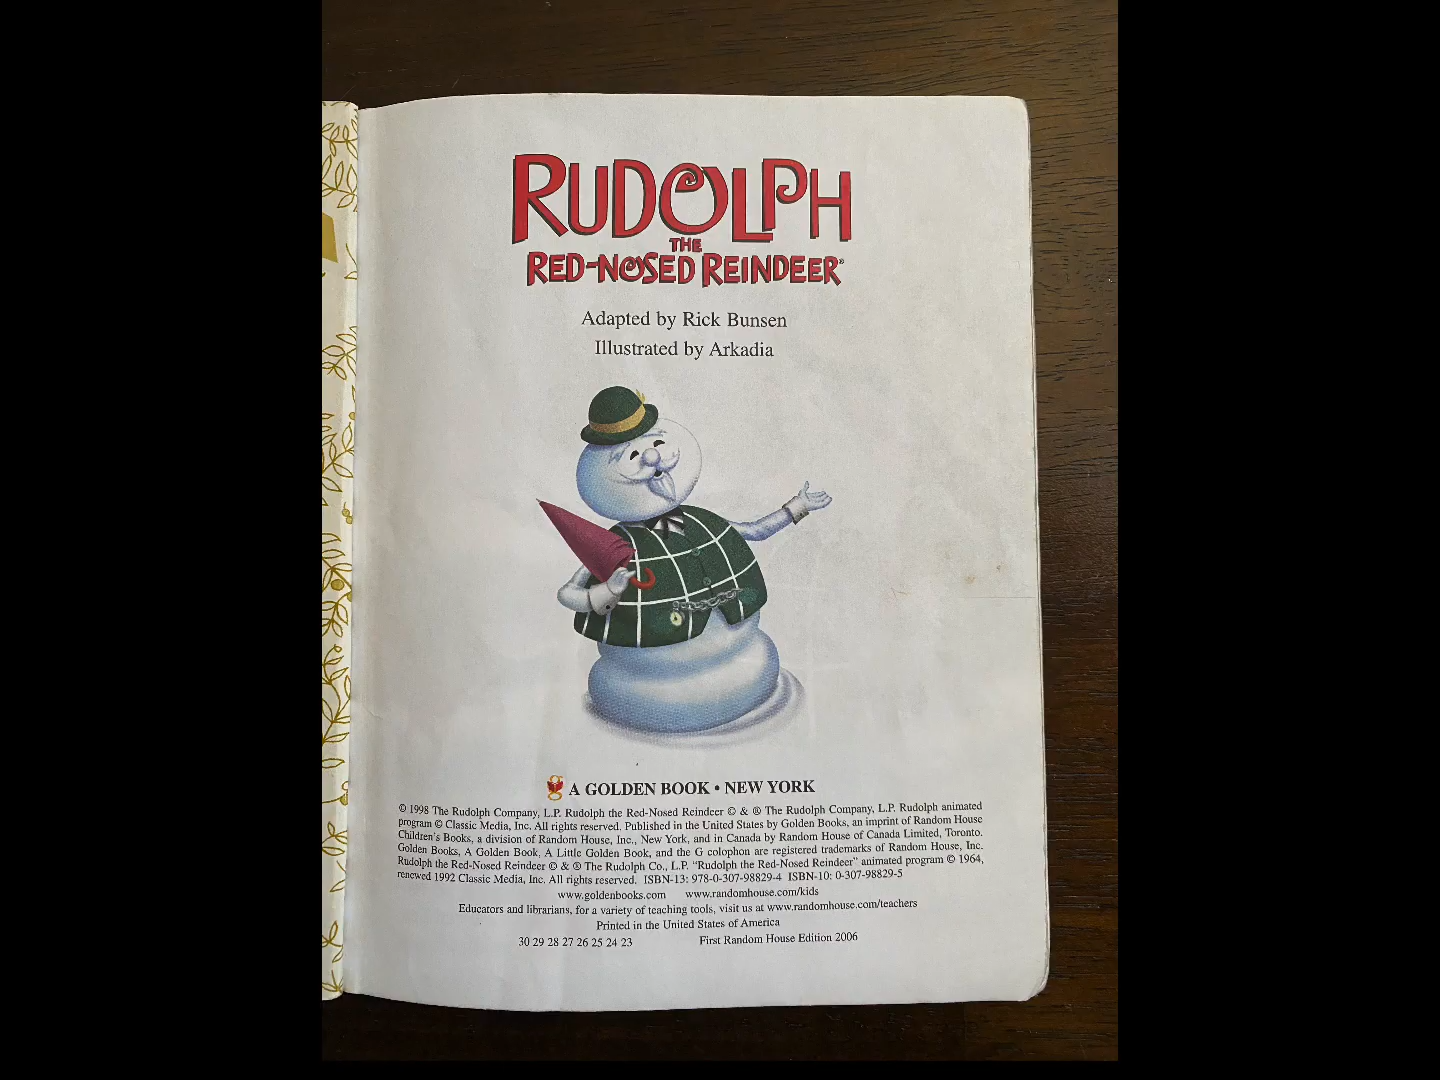 RUDOLPH
THE
RED-NOSED REINDEER®
Adapted by Rick Bunsen
Illustrated by Arkadia
A GOLDEN BOOK • NEW YORK
© 1998 The Rudolph Company, L.P. Rudolph the Red-Nosed Reindeer © & ® The Rudolph Company, L.P. Rudolph animated
program © Classic Media, Inc. All rights reserved. Published in the United States by Golden Books, an imprint of Random House
Children's Books, a division of Random House, Inc., New York, and in Canada by Random House of Canada Limited, Toronto.
Golden Books, A Golden Book, A Little Golden Book, and the G colophon are registered trademarks of Random House, Inc.
Rudolph the Red-Nosed Reindeer © & ® The Rudolph Co., L.P. "Rudolph the Red-Nosed Reindeer" animated program © 1964,
renewed 1992 Classic Media, Inc. All rights reserved. ISBN-13: 978-0-307-98829-4 ISBN-10: 0-307-98829-5
www.goldenbooks.com www.randomhouse.com/kids
Educators and librarians, for a variety of teaching tools, visit us at www.randomhouse.com/teachers
Printed in the United States of America
30 29 28 27 26 25 24 23 First Random House Edition 2006